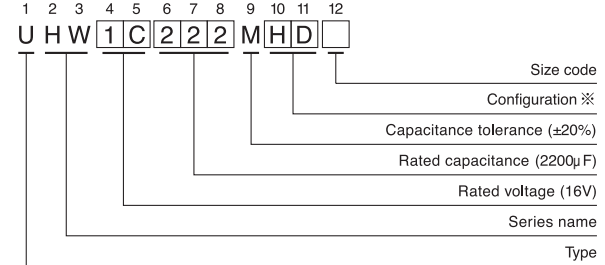 1 2 3 4 5 6 7 8 9 10 11 12
U H W 1 C 2 2 2 M H D
Size code
Configuration ※
Capacitance tolerance (±20%)
Rated capacitance (2200µF)
Rated voltage (16V)
Series name
Type